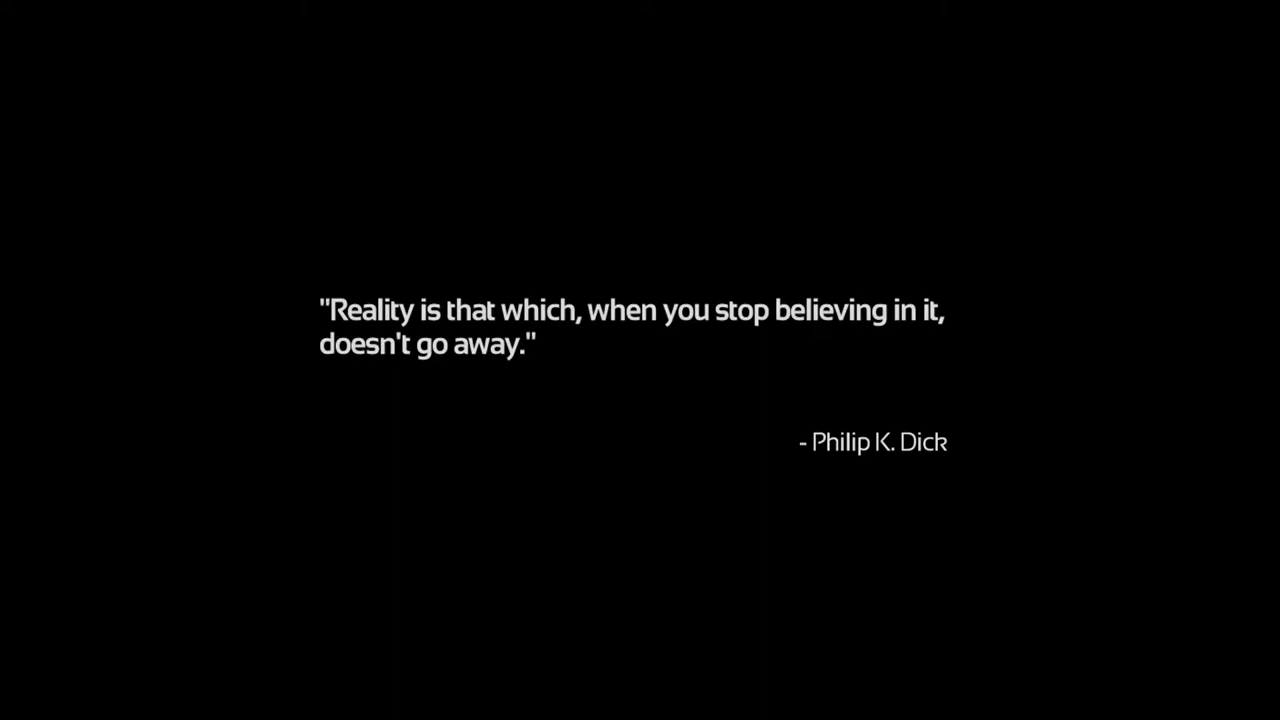 "Reality is that which, when you stop believing in it,
doesn't go away."
- Philip K. Dick